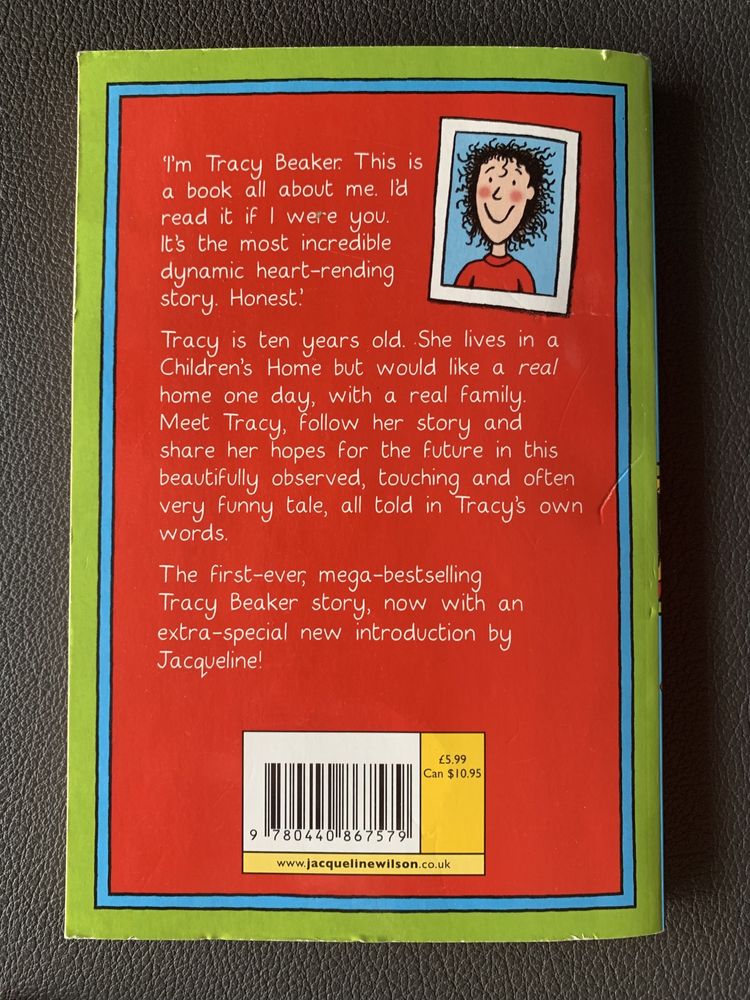 ‘I'm Tracy Beaker. This is
a book all about me. I'd
read it if I were you.
It's the most incredible
dynamic heart-rending
story. Honest.’
Tracy is ten years old. She lives in a
Children's Home but would like a real
home one day, with a real family.
Meet Tracy, follow her story and
share her hopes for the future in this
beautifully observed, touching and often
very funny tale, all told in Tracy's own
words.
The first-ever, mega-bestselling
Tracy Beaker story, now with an
extra-special new introduction by
Jacqueline!
£5.99
Can $10.95
9 780440 867579
www.jacquelinewilson.co.uk